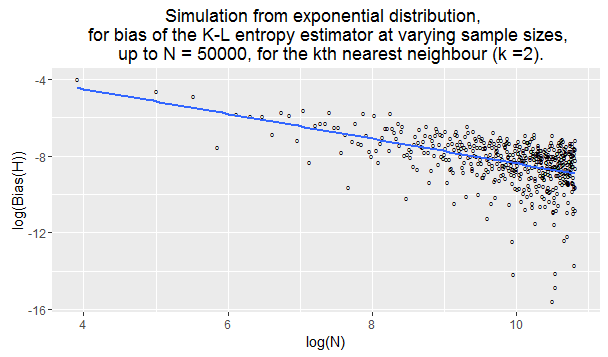 Simulation from exponential distribution,
for bias of the K-L entropy estimator at varying sample sizes,
up to N = 50000, for the kth nearest neighbour (k =2).
-4
-8
-12
-16
log(Bias(H))
4
6
8
10
log(N)